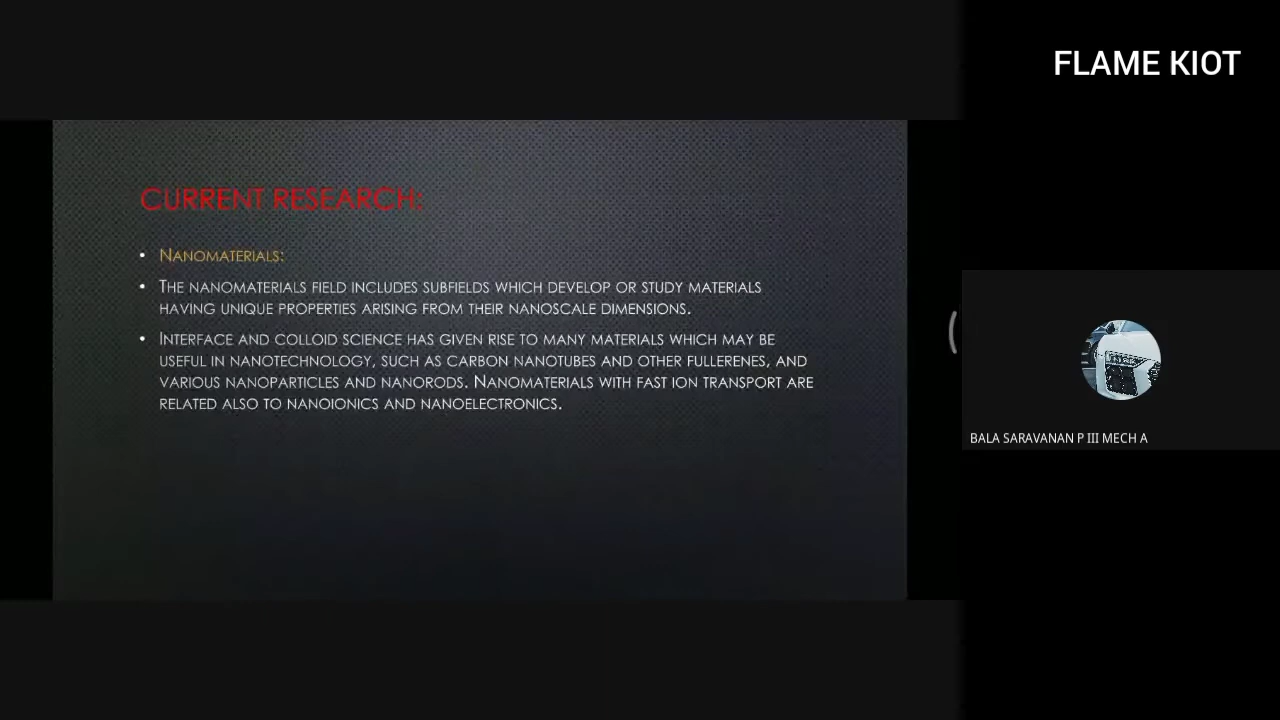 FLAME KIOT
CURRENT RESEARCH:
• NANOMATERIALS:
• THE NANOMATERIALS FIELD INCLUDES SUBFIELDS WHICH DEVELOP OR STUDY MATERIALS
HAVING UNIQUE PROPERTIES ARISING FROM THEIR NANOSCALE DIMENSIONS.
• INTERFACE AND COLLOID SCIENCE HAS GIVEN RISE TO MANY MATERIALS WHICH MAY BE
USEFUL IN NANOTECHNOLOGY, SUCH AS CARBON NANOTUBES AND OTHER FULLERENES, AND
VARIOUS NANOPARTICLES AND NANORODS. NANOMATERIALS WITH FAST ION TRANSPORT ARE
RELATED ALSO TO NANOIONICS AND NANOELECTRONICS.
BALA SARAVANAN P III MECH A